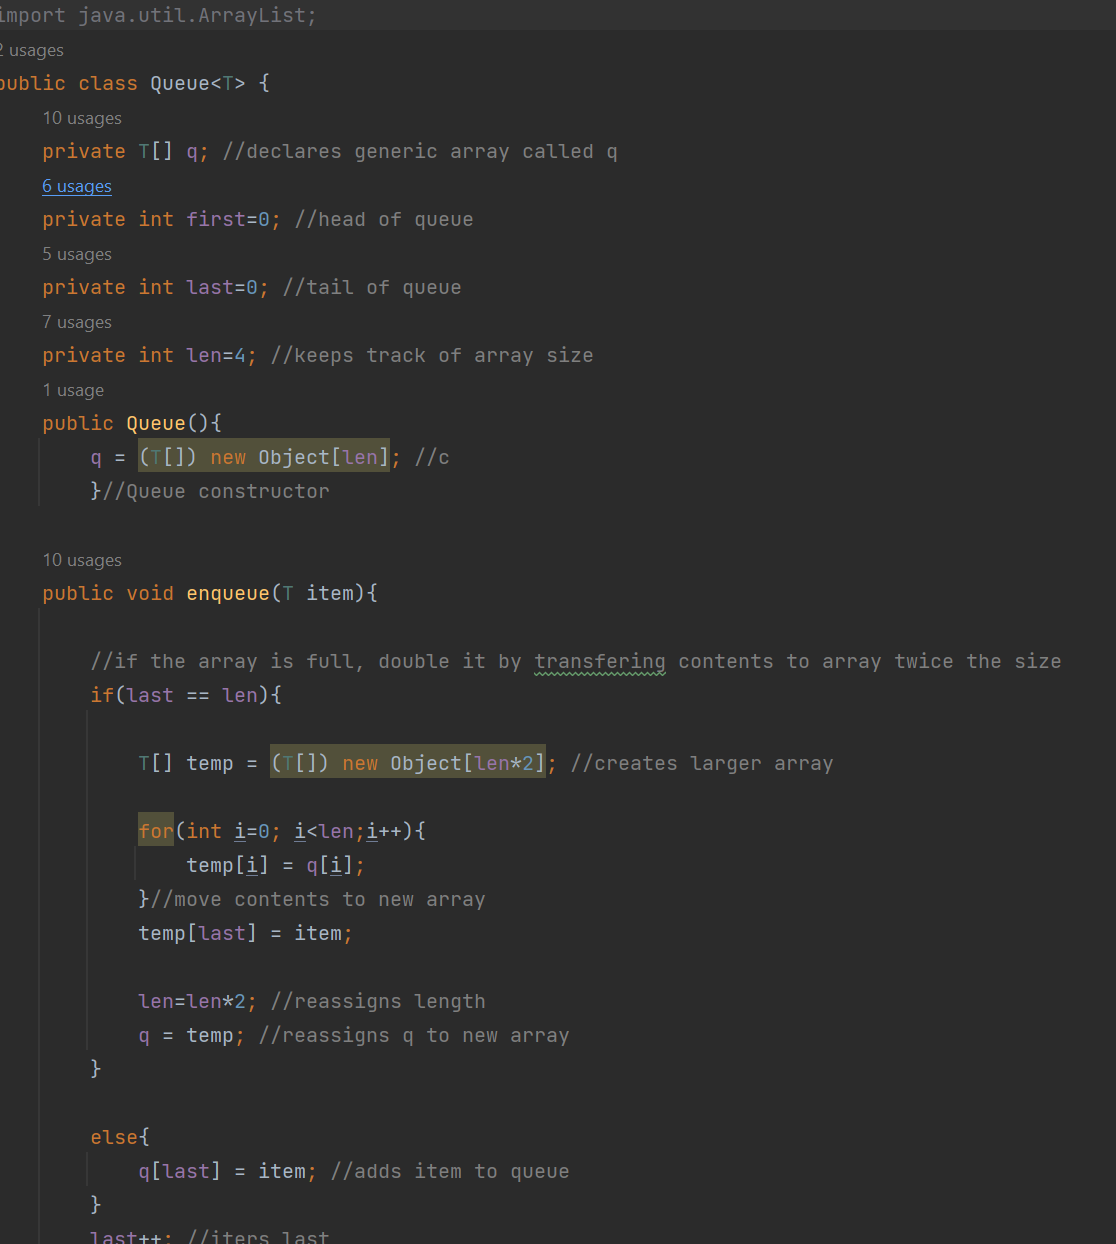 import java.util.ArrayList;
2 usages
public class Queue<T> {
10 usages
private T[] q; //declares generic array called q
6 usages
private int first=0; //head of queue
5 usages
private int last=0; //tail of queue
7 usages
private int len=4; //keeps track of array size
1 usage
public Queue(){
q = (T[]) new Object[len]; //c
}//Queue constructor
10 usages
public void enqueue(T item){
//if the array is full, double it by transfering contents to array twice the size
if(last == len){
T[] temp = (T[]) new Object[len*2]; //creates larger array
for(int i=0; i<len;i++){
temp[i] = q[i];
}//move contents to new array
temp[last] = item;
len=len*2; //reassigns length
q = temp; //reassigns q to new array
}
else{
q[last] = item; //adds item to queue
}
last++; //iters last